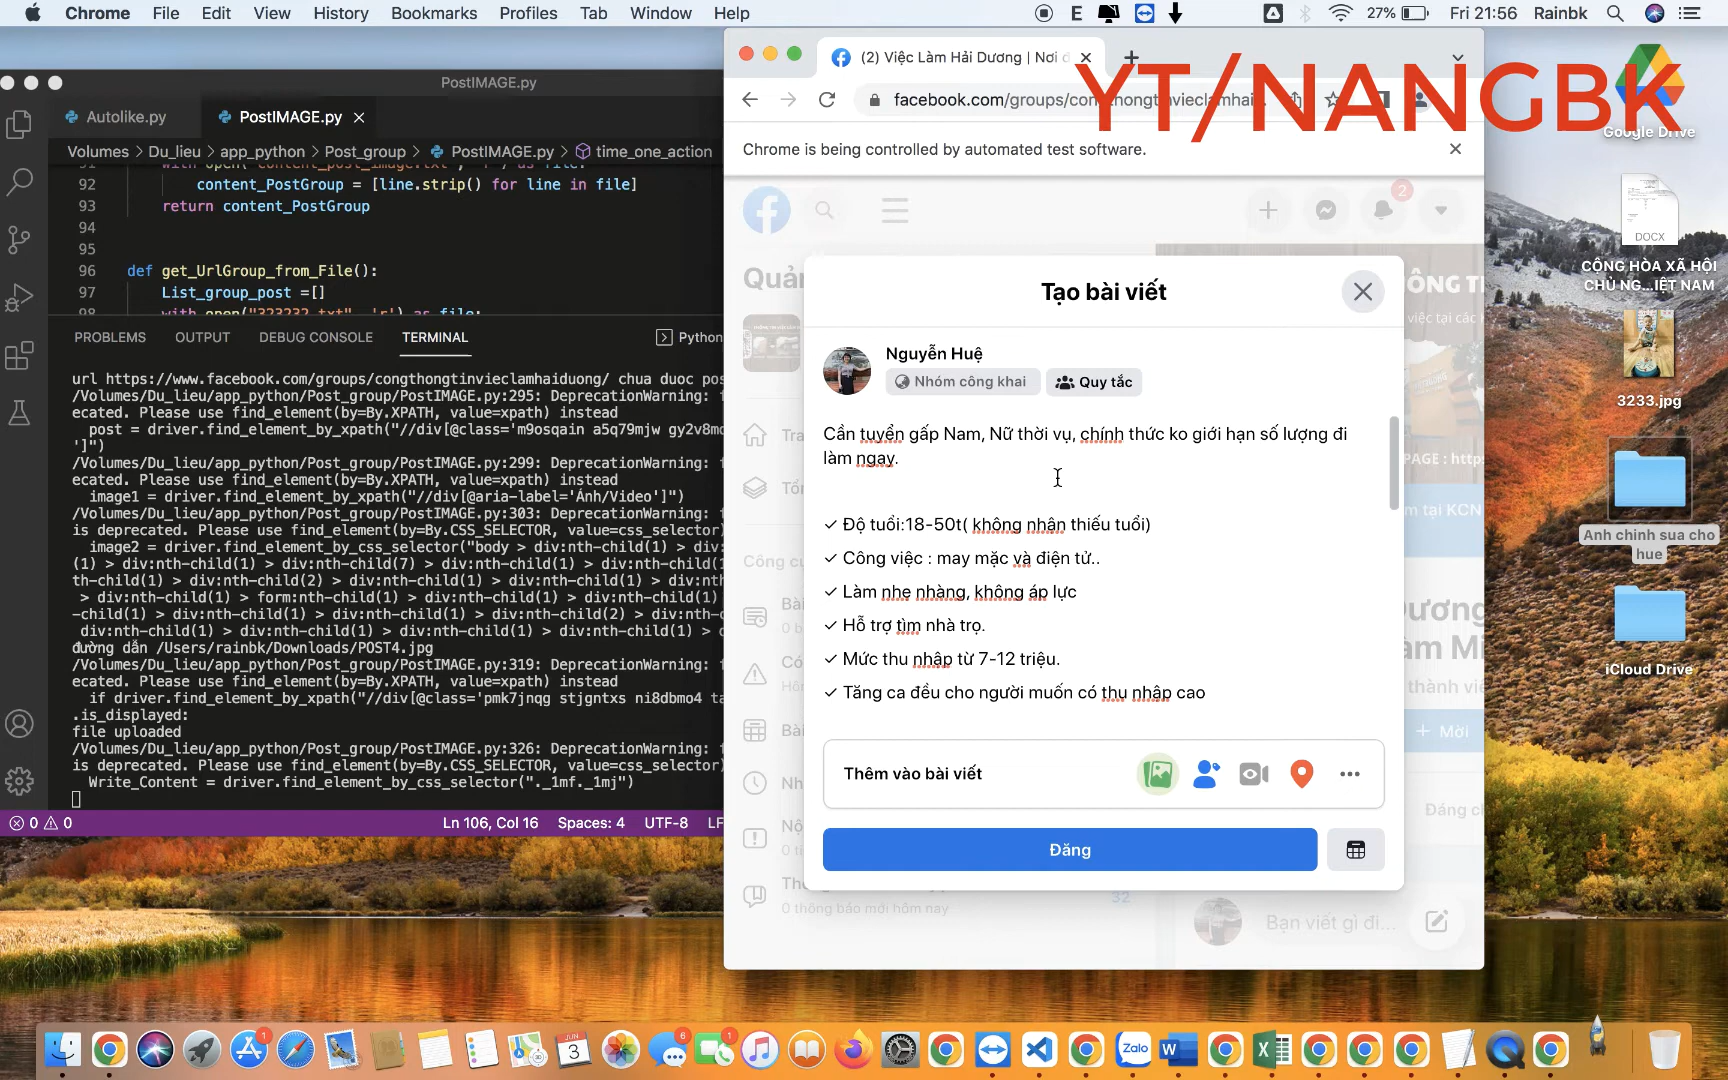 Chrome File Edit View History Bookmarks Profiles Tab Window Help
E 27% Fri 21:56 Rainbk
PostIMAGE.py
Autolike.py PostIMAGE.py
Volumes > Du_lieu > app_python > Post_group > PostIMAGE.py > time_one_action
92 content_PostGroup = [line.strip() for line in file]
93 return content_PostGroup
94
95
96 def get_UrlGroup_from_File():
97 List_group_post =[]
98 with open("323232.txt", 'r') as file:
PROBLEMS OUTPUT DEBUG CONSOLE TERMINAL Python
url https://www.facebook.com/groups/congthongtinvieclamhaiduong/ chua duoc pos
/Volumes/Du_lieu/app_python/Post_group/PostIMAGE.py:295: DeprecationWarning: f
ecated. Please use find_element(by=By.XPATH, value=xpath) instead
post = driver.find_element_by_xpath("//div[@class='m9osqain a5q79mjw gy2v8mq
']")
/Volumes/Du_lieu/app_python/Post_group/PostIMAGE.py:299: DeprecationWarning: f
ecated. Please use find_element(by=By.XPATH, value=xpath) instead
image1 = driver.find_element_by_xpath("//div[@aria-label='Ảnh/Video']")
/Volumes/Du_lieu/app_python/Post_group/PostIMAGE.py:303: DeprecationWarning: f
is deprecated. Please use find_element(by=By.CSS_SELECTOR, value=css_selector)
image2 = driver.find_element_by_css_selector("body > div:nth-child(1) > div:
(1) > div:nth-child(1) > div:nth-child(7) > div:nth-child(1) > div:nth-child(1
th-child(1) > div:nth-child(2) > div:nth-child(1) > div:nth-child(1) > div:nth
> div:nth-child(1) > form:nth-child(1) > div:nth-child(1) > div:nth-child(1)
-child(1) > div:nth-child(1) > div:nth-child(1) > div:nth-child(2) > div:nth-c
div:nth-child(1) > div:nth-child(1) > div:nth-child(1) > div:nth-child(1) >
đường dẫn /Users/rainbk/Downloads/POST4.jpg
/Volumes/Du_lieu/app_python/Post_group/PostIMAGE.py:319: DeprecationWarning: f
ecated. Please use find_element(by=By.XPATH, value=xpath) instead
if driver.find_element_by_xpath("//div[@class='pmk7jnqg stjgntxs ni8dbmo4 ta
.is_displayed:
file uploaded
/Volumes/Du_lieu/app_python/Post_group/PostIMAGE.py:326: DeprecationWarning: f
is deprecated. Please use find_element(by=By.CSS_SELECTOR, value=css_selector)
Write_Content = driver.find_element_by_css_selector("._1mf._1mj")
0 0 Ln 106, Col 16 Spaces: 4 UTF-8 LF
(2) Việc Làm Hải Dương | Nơi
YT/NANGBK
facebook.com/groups/congthongtinvieclamhai
Chrome is being controlled by automated test software.
2
Quản
Tạo bài viết
Nguyễn Huệ
Nhóm công khai Quy tắc
Cần tuyển gấp Nam, Nữ thời vụ, chính thức ko giới hạn số lượng đi
làm ngay.
✓ Độ tuổi:18-50t( không nhận thiếu tuổi)
✓ Công việc : may mặc và điện tử..
✓ Làm nhẹ nhàng, không áp lực
✓ Hỗ trợ tìm nhà trọ.
✓ Mức thu nhập từ 7-12 triệu.
✓ Tăng ca đều cho người muốn có thu nhập cao
Thêm vào bài viết
Đăng
+ Mời
0 thông báo mới hôm nay
32
Bạn viết gì đi...
Google Drive
DOCX
CỘNG HÒA XÃ HỘI
CHỦ NG...IỆT NAM
3233.jpg
Anh chinh sua cho
hue
iCloud Drive
JUN
3
Zalo